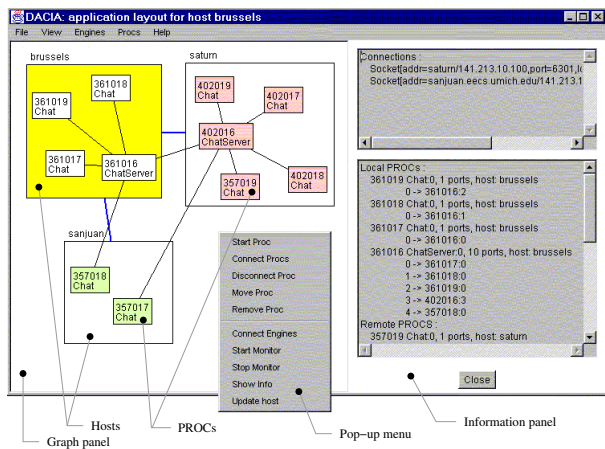 DACIA: application layout for host brussels
File View Engines Procs Help
brussels
361018
Chat
361019
Chat
361017
Chat
361016
ChatServer
saturn
402019
Chat
402017
Chat
402016
ChatServer
402018
Chat
357019
Chat
sanjuan
357018
Chat
357017
Chat
Start Proc
Connect Procs
Disconnect Proc
Move Proc
Remove Proc
Connect Engines
Start Monitor
Stop Monitor
Show Info
Update host
Connections :
Socket[addr=saturn/141.213.10.100,port=6301,l
Socket[addr=sanjuan.eecs.umich.edu/141.213.1
Local PROCs :
361019 Chat:0, 1 ports, host: brussels
0 -> 361016:2
361018 Chat:0, 1 ports, host: brussels
0 -> 361016:1
361017 Chat:0, 1 ports, host: brussels
0 -> 361016:0
361016 ChatServer:0, 10 ports, host: brussels
0 -> 361017:0
1 -> 361018:0
2 -> 361019:0
3 -> 402016:3
4 -> 357018:0
Remote PROCS :
357019 Chat:0, 1 ports, host: saturn
Close
Hosts
Graph panel
PROCs
Pop-up menu
Information panel